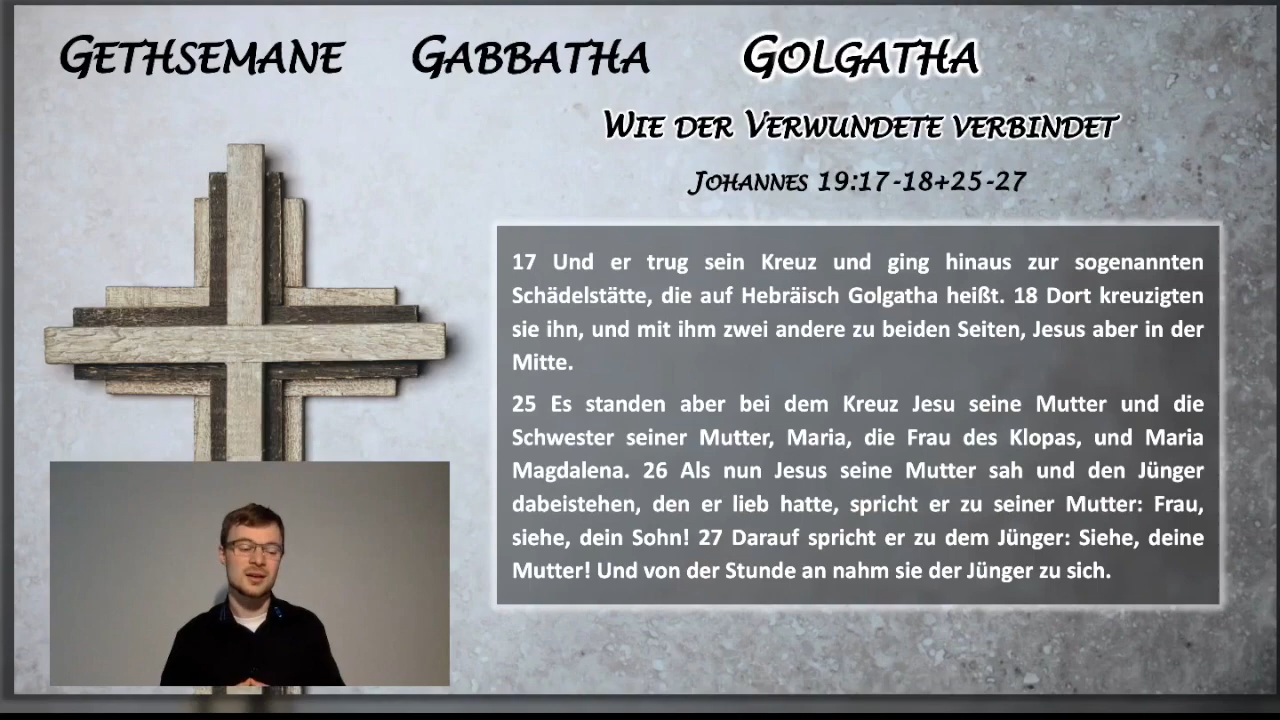 GETHSEMANE GABBATHA GOLGATHA
WIE DER VERWUNDETE VERBINDET
JOHANNES 19:17-18+25-27
17 Und er trug sein Kreuz und ging hinaus zur sogenannten
Schädelstätte, die auf Hebräisch Golgatha heißt. 18 Dort kreuzigten
sie ihn, und mit ihm zwei andere zu beiden Seiten, Jesus aber in der
Mitte.
25 Es standen aber bei dem Kreuz Jesu seine Mutter und die
Schwester seiner Mutter, Maria, die Frau des Klopas, und Maria
Magdalena. 26 Als nun Jesus seine Mutter sah und den Jünger
dabeistehen, den er lieb hatte, spricht er zu seiner Mutter: Frau,
siehe, dein Sohn! 27 Darauf spricht er zu dem Jünger: Siehe, deine
Mutter! Und von der Stunde an nahm sie der Jünger zu sich.